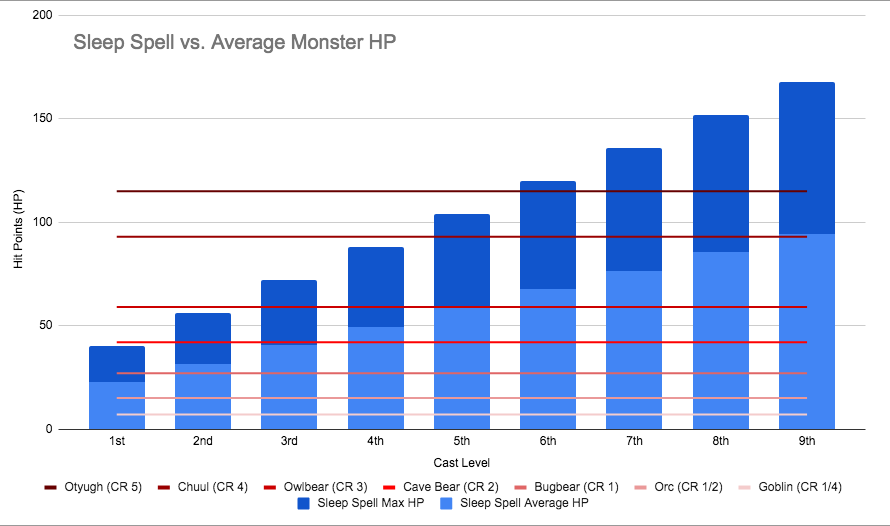 200
Sleep Spell vs. Average Monster HP
150
100
50
0
Hit Points (HP)
1st 2nd 3rd 4th 5th 6th 7th 8th 9th
Cast Level
Otyugh (CR 5) Chuul (CR 4) Owlbear (CR 3) Cave Bear (CR 2) Bugbear (CR 1) Orc (CR 1/2) Goblin (CR 1/4)
Sleep Spell Max HP Sleep Spell Average HP